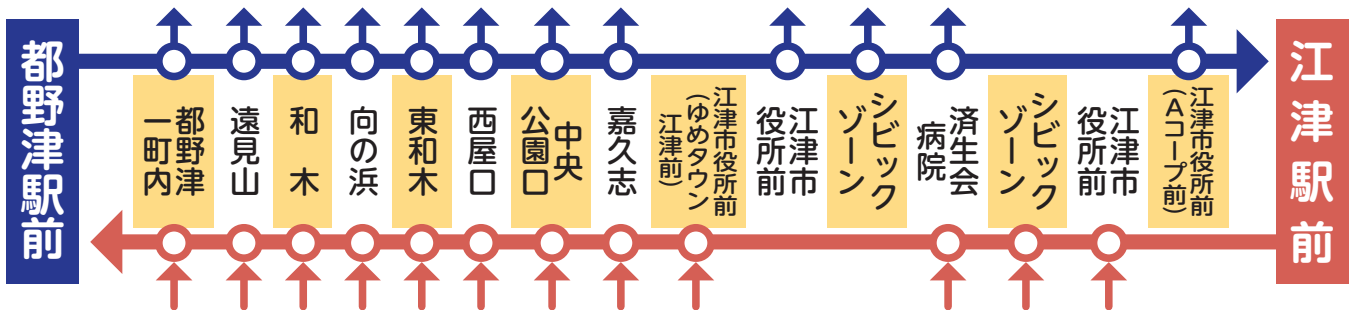 都野津駅前
都野津
一町内
遠見山
和木
向の浜
東和木
西屋口
中央
公園口
嘉久志
江津市役所前
(ゆめタウン
江津前)
江津市
役所前
シビック
ゾーン
済生会
病院
シビック
ゾーン
江津市
役所前
江津市役所前
(Aコープ前)
江津駅前